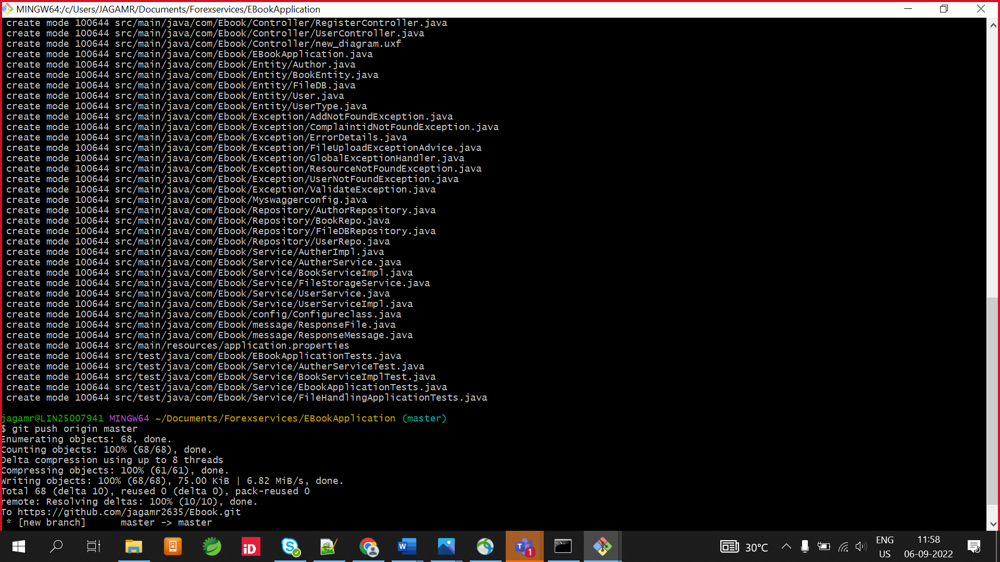 MINGW64:/c/Users/JAGAMR/Documents/Forexservices/EBookApplication
create mode 100644 src/main/java/com/Ebook/Controller/RegisterController.java
create mode 100644 src/main/java/com/Ebook/Controller/UserController.java
create mode 100644 src/main/java/com/Ebook/Controller/new_diagram.uxf
create mode 100644 src/main/java/com/Ebook/EBookApplication.java
create mode 100644 src/main/java/com/Ebook/Entity/Author.java
create mode 100644 src/main/java/com/Ebook/Entity/BookEntity.java
create mode 100644 src/main/java/com/Ebook/Entity/FileDB.java
create mode 100644 src/main/java/com/Ebook/Entity/User.java
create mode 100644 src/main/java/com/Ebook/Entity/UserType.java
create mode 100644 src/main/java/com/Ebook/Exception/AddNotFoundException.java
create mode 100644 src/main/java/com/Ebook/Exception/ComplaintidNotFoundException.java
create mode 100644 src/main/java/com/Ebook/Exception/ErrorDetails.java
create mode 100644 src/main/java/com/Ebook/Exception/FileUploadExceptionAdvice.java
create mode 100644 src/main/java/com/Ebook/Exception/GlobalExceptionHandler.java
create mode 100644 src/main/java/com/Ebook/Exception/ResourceNotFoundException.java
create mode 100644 src/main/java/com/Ebook/Exception/UserNotFoundException.java
create mode 100644 src/main/java/com/Ebook/Exception/ValidateException.java
create mode 100644 src/main/java/com/Ebook/Myswaggerconfig.java
create mode 100644 src/main/java/com/Ebook/Repository/AuthorRepository.java
create mode 100644 src/main/java/com/Ebook/Repository/BookRepo.java
create mode 100644 src/main/java/com/Ebook/Repository/FileDBRepository.java
create mode 100644 src/main/java/com/Ebook/Repository/UserRepo.java
create mode 100644 src/main/java/com/Ebook/Service/AutherImpl.java
create mode 100644 src/main/java/com/Ebook/Service/AutherService.java
create mode 100644 src/main/java/com/Ebook/Service/BookServiceImpl.java
create mode 100644 src/main/java/com/Ebook/Service/FileStorageService.java
create mode 100644 src/main/java/com/Ebook/Service/UserService.java
create mode 100644 src/main/java/com/Ebook/Service/UserServiceImpl.java
create mode 100644 src/main/java/com/Ebook/config/Configureclass.java
create mode 100644 src/main/java/com/Ebook/message/ResponseFile.java
create mode 100644 src/main/java/com/Ebook/message/ResponseMessage.java
create mode 100644 src/main/resources/application.properties
create mode 100644 src/test/java/com/Ebook/EBookApplicationTests.java
create mode 100644 src/test/java/com/Ebook/Service/AutherServiceTest.java
create mode 100644 src/test/java/com/Ebook/Service/BookServiceImplTest.java
create mode 100644 src/test/java/com/Ebook/Service/EbookApplicationTests.java
create mode 100644 src/test/java/com/Ebook/Service/FileHandlingApplicationTests.java
jagamr@LIN25007941 MINGW64 ~/Documents/Forexservices/EBookApplication (master)
$ git push origin master
Enumerating objects: 68, done.
Counting objects: 100% (68/68), done.
Delta compression using up to 8 threads
Compressing objects: 100% (61/61), done.
Writing objects: 100% (68/68), 75.00 KiB | 6.82 MiB/s, done.
Total 68 (delta 10), reused 0 (delta 0), pack-reused 0
remote: Resolving deltas: 100% (10/10), done.
To https://github.com/jagamr2635/Ebook.git
* [new branch]      master -> master
iD
S
W
T
1
30°C
ENG
US
11:58
06-09-2022